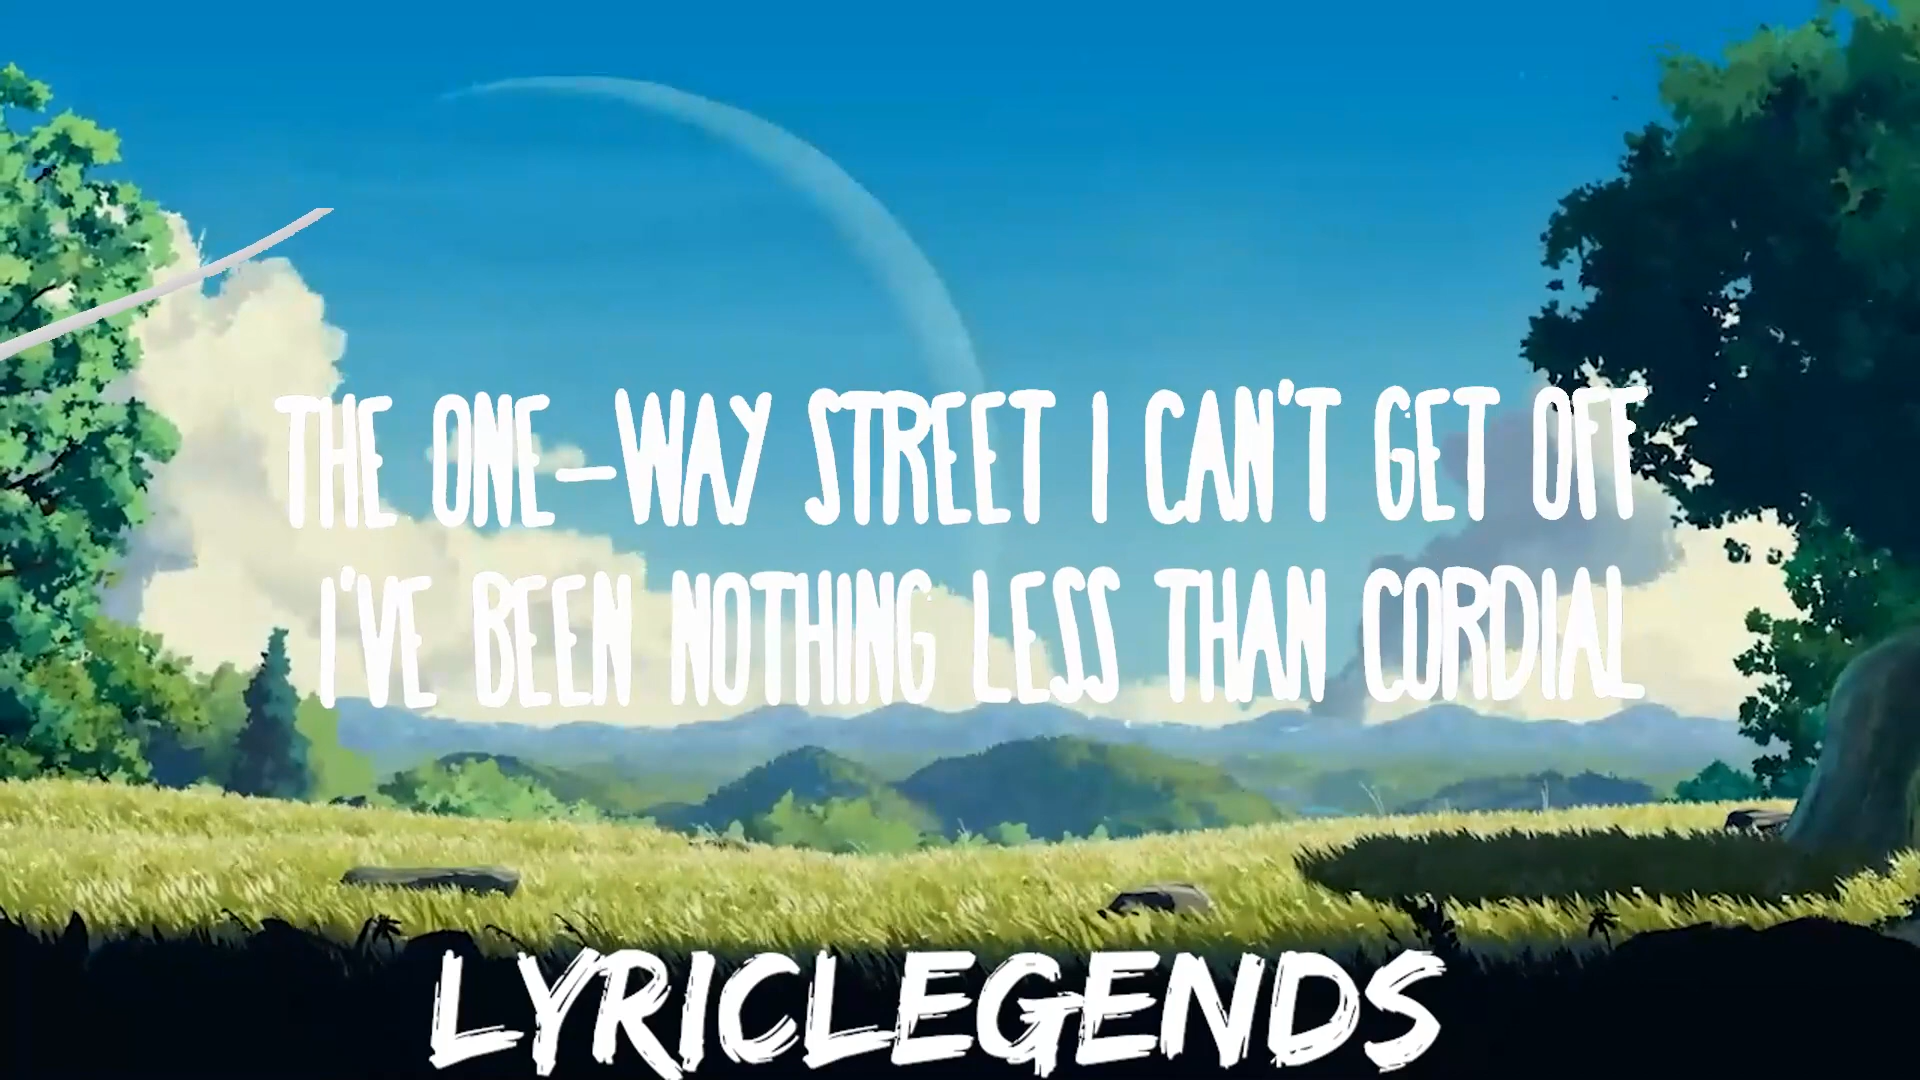 THE ONE-WAY STREET I CAN'T GET OFF
I'VE BEEN NOTHING LESS THAN CORDIAL
LYRICLEGENDS